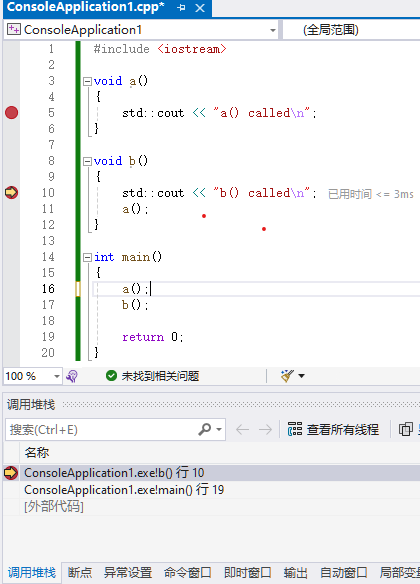 ConsoleApplication1.cpp*
ConsoleApplication1 (全局范围)
1 #include <iostream>
2
3 void a()
4 {
5 std::cout << "a() called\n";
6 }
7
8 void b()
9 {
10 std::cout << "b() called\n"; 已用时间 <= 3ms
11 a();
12 }
13
14 int main()
15 {
16 a();
17 b();
18
19 return 0;
20 }
100 % 未找到相关问题
调用堆栈
搜索(Ctrl+E) 查看所有线程
名称
ConsoleApplication1.exe!b() 行 10
ConsoleApplication1.exe!main() 行 19
[外部代码]
调用堆栈 断点 异常设置 命令窗口 即时窗口 输出 自动窗口 局部变